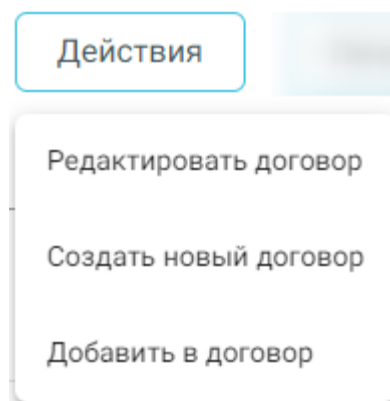 Действия
Редактировать договор
Создать новый договор
Добавить в договор